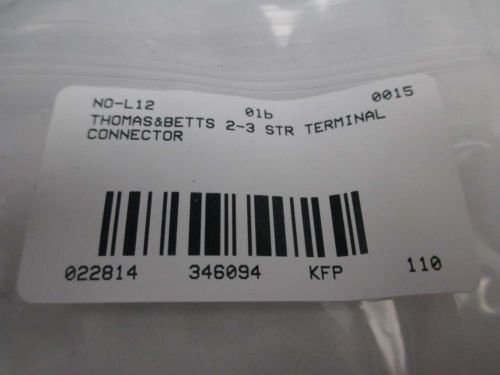 NO-L12 01b 0015
THOMAS&BETTS 2-3 STR TERMINAL
CONNECTOR
022814 346094 KFP 110